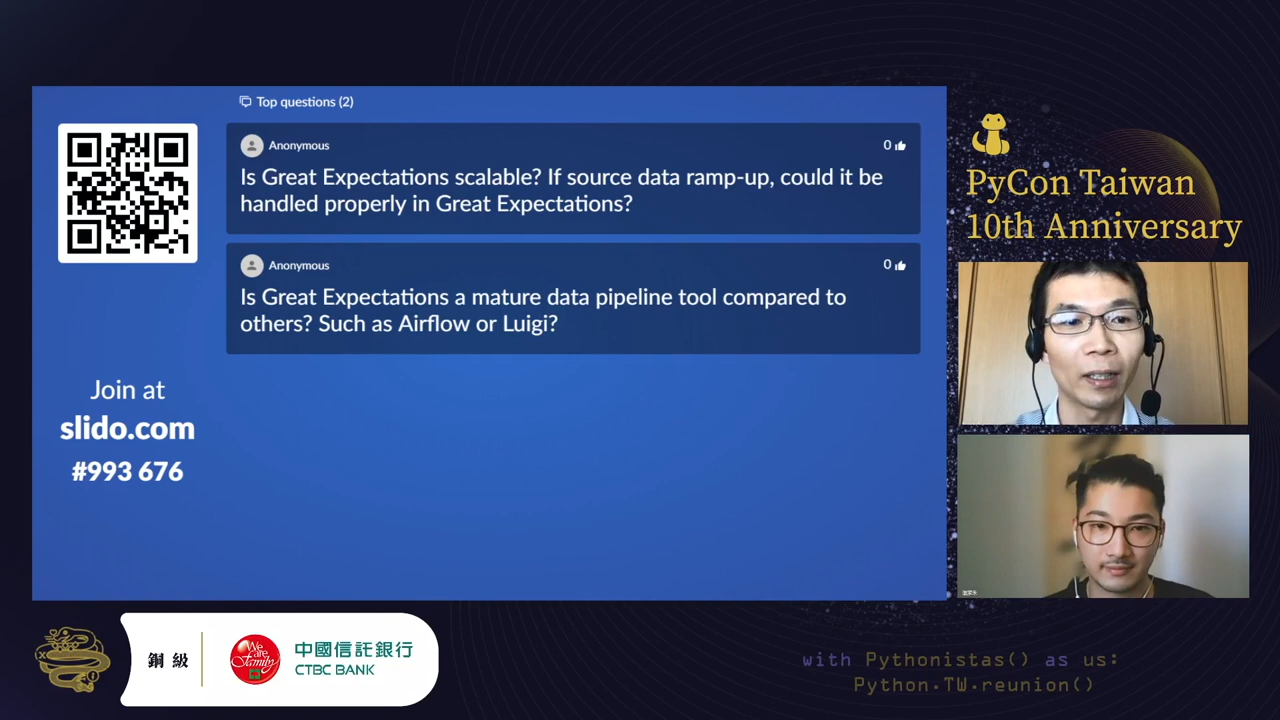 Top questions (2)
Anonymous
0
Is Great Expectations scalable? If source data ramp-up, could it be
handled properly in Great Expectations?
Anonymous
0
Is Great Expectations a mature data pipeline tool compared to
others? Such as Airflow or Luigi?
Join at
slido.com
#993 676
PyCon Taiwan
10th Anniversary
銅級
We
are
Family
中國信託銀行
CTBC BANK
with Pythonistas() as us:
Python.TW.reunion()